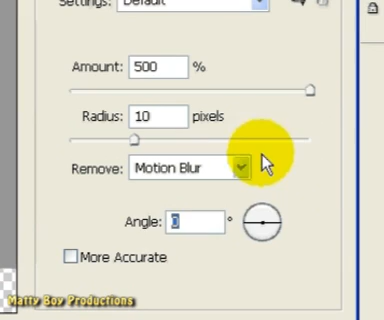 Settings: Default
Amount: 500 %
Radius: 10 pixels
Remove: Motion Blur
Angle: 0 °
More Accurate
Matty Boy Productions